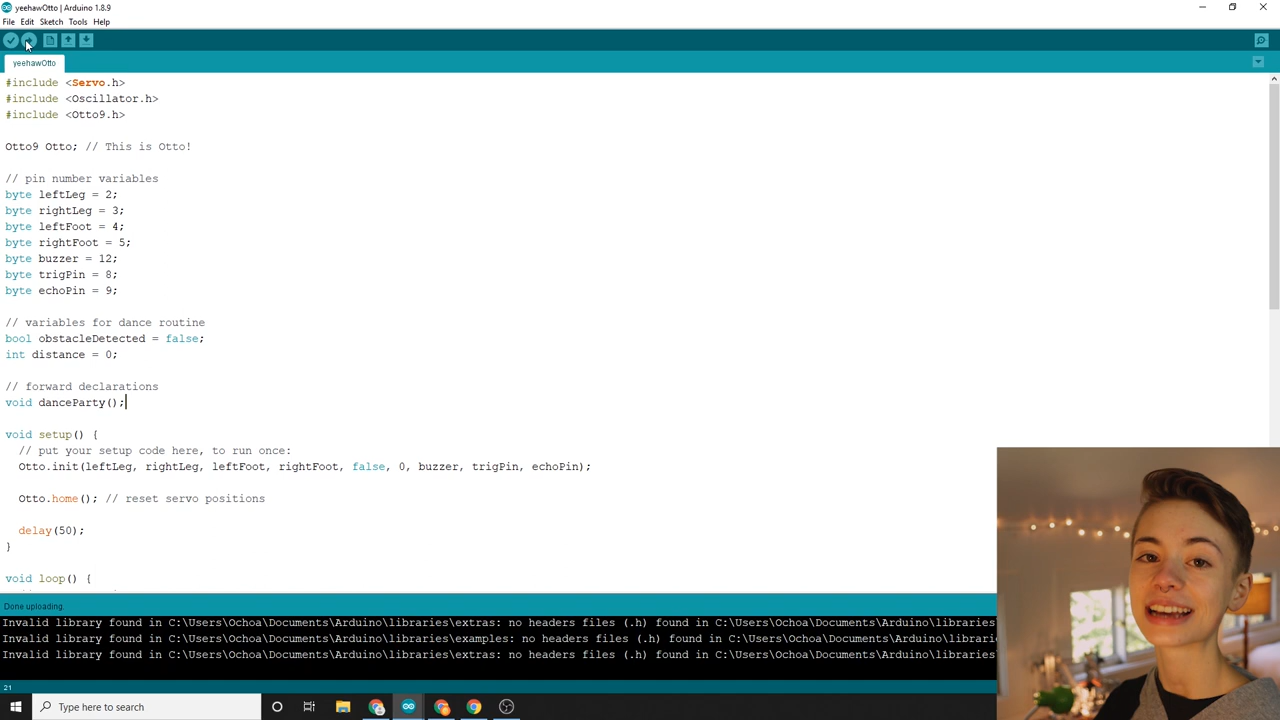 yeehawOtto | Arduino 1.8.9
File Edit Sketch Tools Help
yeehawOtto
#include <Servo.h>
#include <Oscillator.h>
#include <Otto9.h>
Otto9 Otto; // This is Otto!
// pin number variables
byte leftLeg = 2;
byte rightLeg = 3;
byte leftFoot = 4;
byte rightFoot = 5;
byte buzzer = 12;
byte trigPin = 8;
byte echoPin = 9;
// variables for dance routine
bool obstacleDetected = false;
int distance = 0;
// forward declarations
void danceParty();
void setup() {
// put your setup code here, to run once:
Otto.init(leftLeg, rightLeg, leftFoot, rightFoot, false, 0, buzzer, trigPin, echoPin);
Otto.home(); // reset servo positions
delay(50);
}
void loop() {
Done uploading.
Invalid library found in C:\Users\Ochoa\Documents\Arduino\libraries\extras: no headers files (.h) found in C:\Users\Ochoa\Documents\Arduino\libraries
Invalid library found in C:\Users\Ochoa\Documents\Arduino\libraries\examples: no headers files (.h) found in C:\Users\Ochoa\Documents\Arduino\libraries
Invalid library found in C:\Users\Ochoa\Documents\Arduino\libraries\extras: no headers files (.h) found in C:\Users\Ochoa\Documents\Arduino\libraries
21
Type here to search